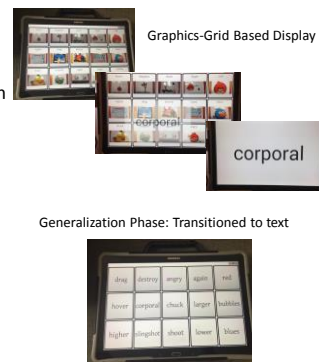 Graphics-Grid Based Display
n
corporal
corporal
Generalization Phase: Transitioned to text
drag destroy angry again red
hover corporal chuck larger bubbles
higher slingshot shoot lower blues